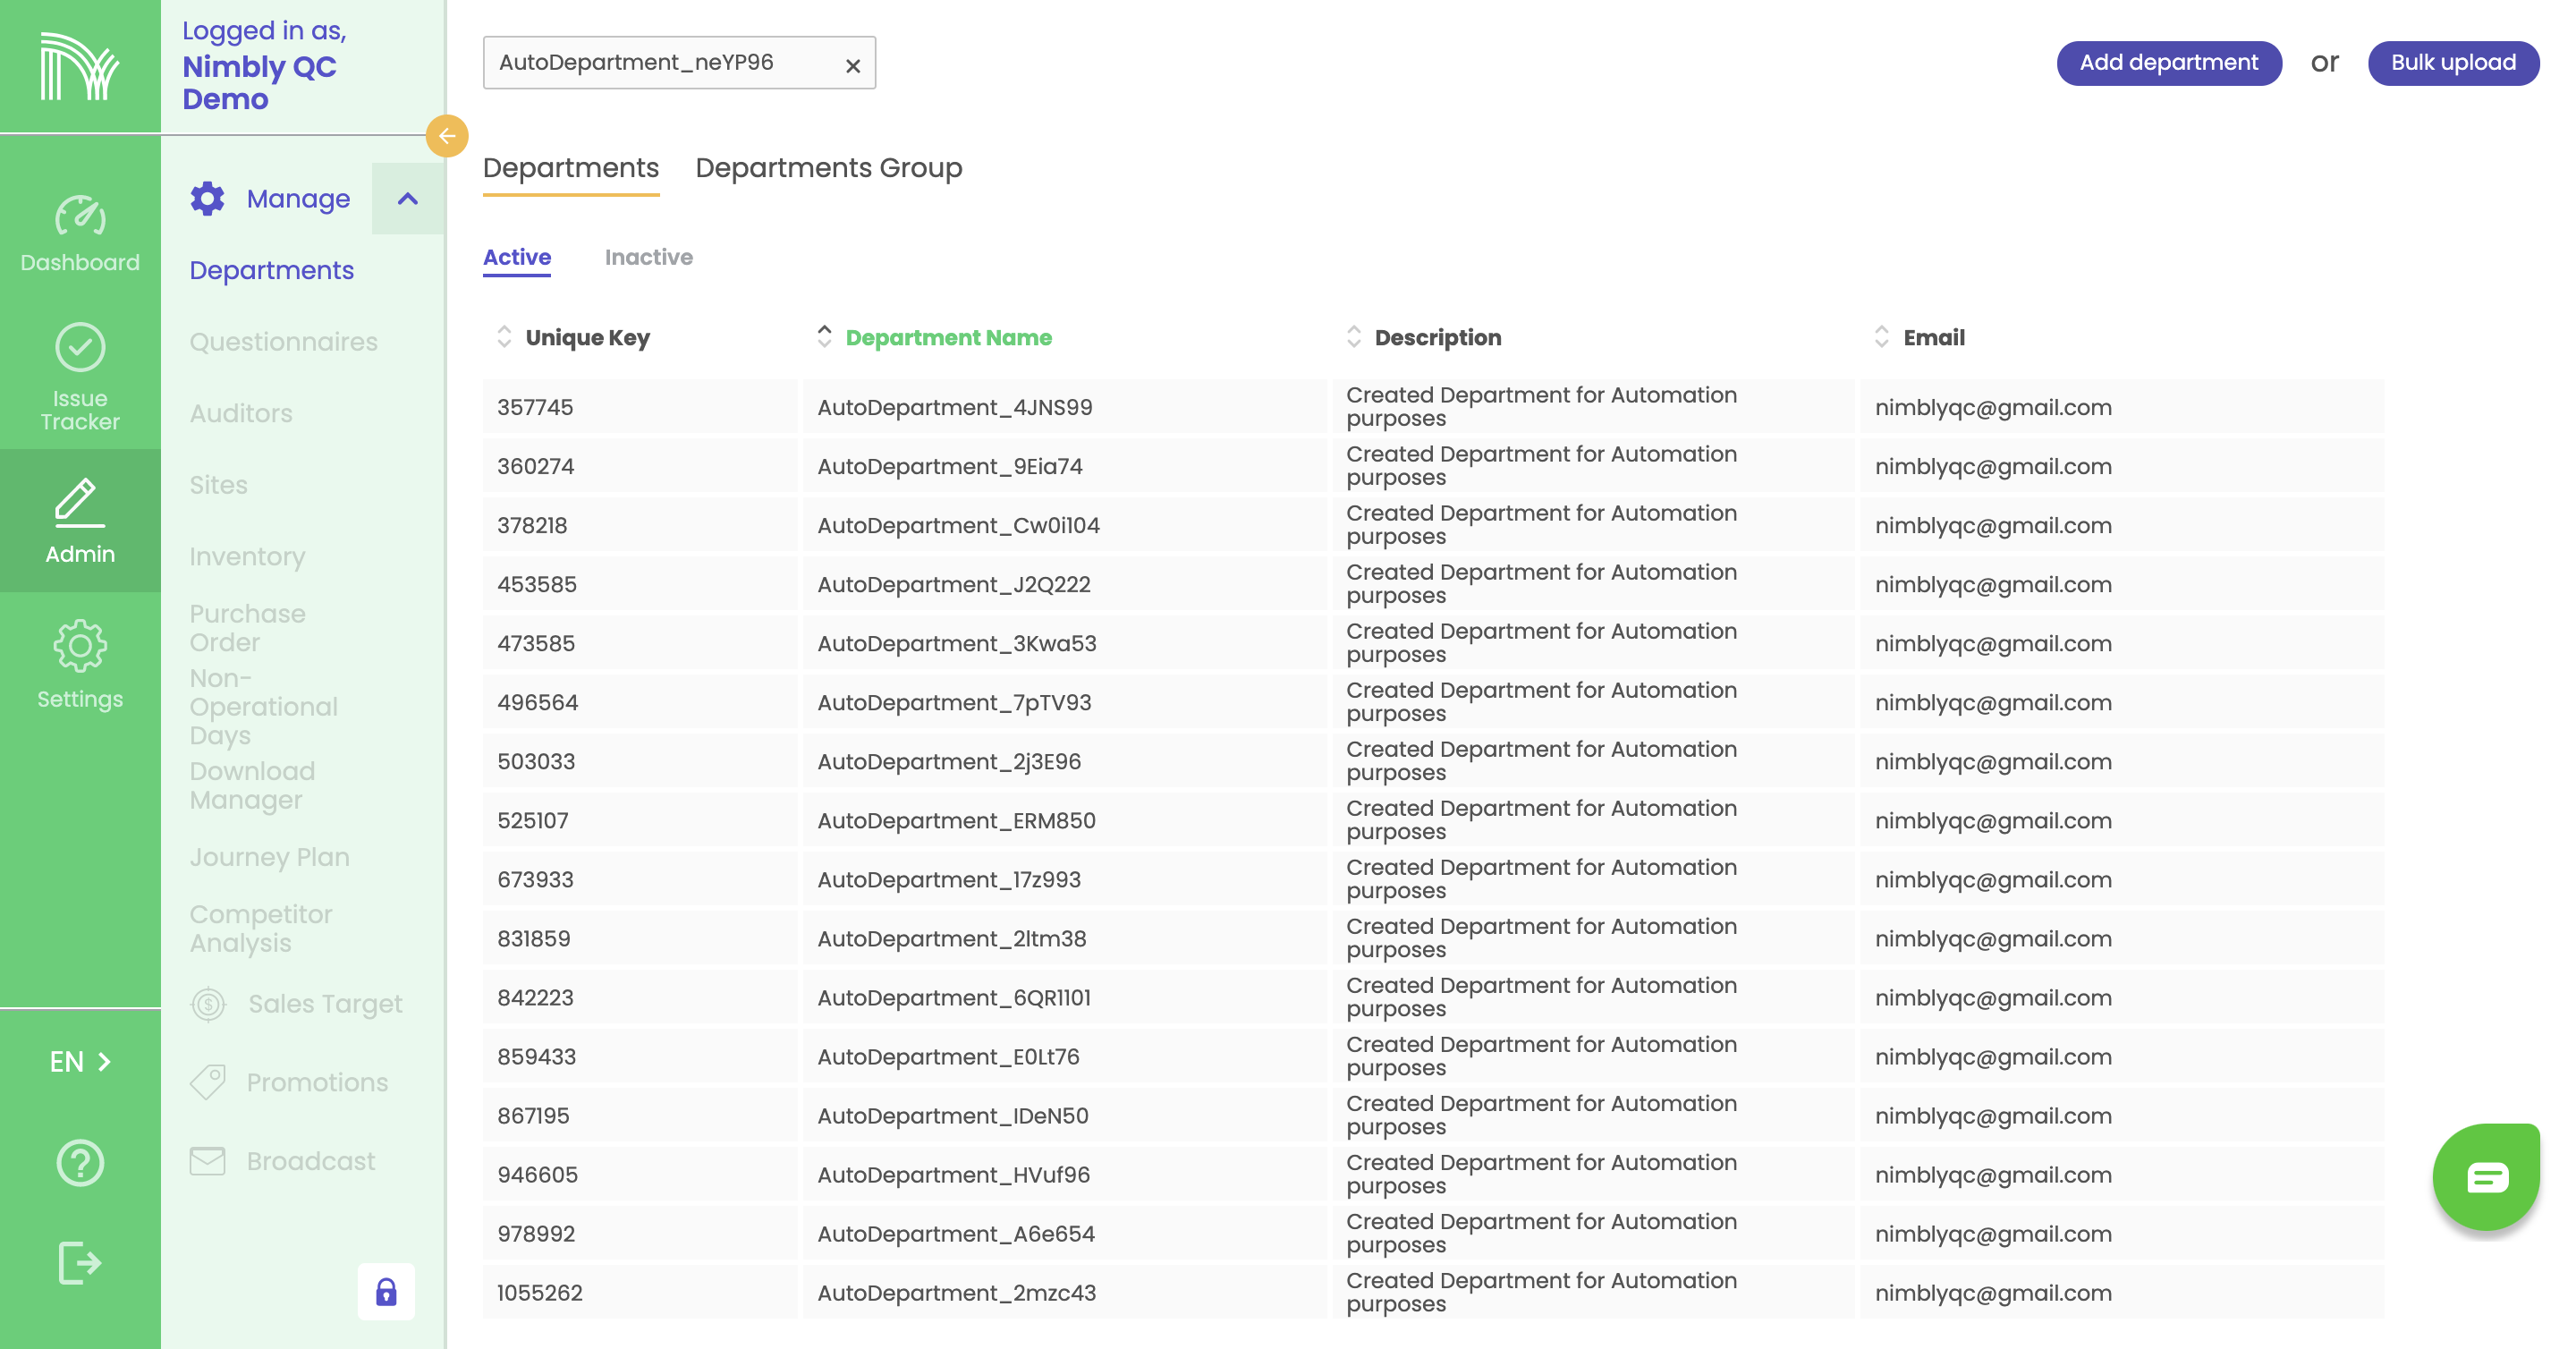 Logged in as,
Nimbly QC
Demo
Dashboard
Issue
Tracker
Admin
Settings
EN
Manage
Departments
Questionnaires
Auditors
Sites
Inventory
Purchase
Order
Non-
Operational
Days
Download
Manager
Journey Plan
Competitor
Analysis
Sales Target
Promotions
Broadcast
AutoDepartment_neYP96
Add department or Bulk upload
Departments Departments Group
Active Inactive
Unique Key Department Name Description Email
357745 AutoDepartment_4JNS99 Created Department for Automation purposes nimblyqc@gmail.com
360274 AutoDepartment_9Eia74 Created Department for Automation purposes nimblyqc@gmail.com
378218 AutoDepartment_Cw0i104 Created Department for Automation purposes nimblyqc@gmail.com
453585 AutoDepartment_J2Q222 Created Department for Automation purposes nimblyqc@gmail.com
473585 AutoDepartment_3Kwa53 Created Department for Automation purposes nimblyqc@gmail.com
496564 AutoDepartment_7pTV93 Created Department for Automation purposes nimblyqc@gmail.com
503033 AutoDepartment_2j3E96 Created Department for Automation purposes nimblyqc@gmail.com
525107 AutoDepartment_ERM850 Created Department for Automation purposes nimblyqc@gmail.com
673933 AutoDepartment_17z993 Created Department for Automation purposes nimblyqc@gmail.com
831859 AutoDepartment_2ltm38 Created Department for Automation purposes nimblyqc@gmail.com
842223 AutoDepartment_6QR1101 Created Department for Automation purposes nimblyqc@gmail.com
859433 AutoDepartment_E0Lt76 Created Department for Automation purposes nimblyqc@gmail.com
867195 AutoDepartment_IDeN50 Created Department for Automation purposes nimblyqc@gmail.com
946605 AutoDepartment_HVuf96 Created Department for Automation purposes nimblyqc@gmail.com
978992 AutoDepartment_A6e654 Created Department for Automation purposes nimblyqc@gmail.com
1055262 AutoDepartment_2mzc43 Created Department for Automation purposes nimblyqc@gmail.com